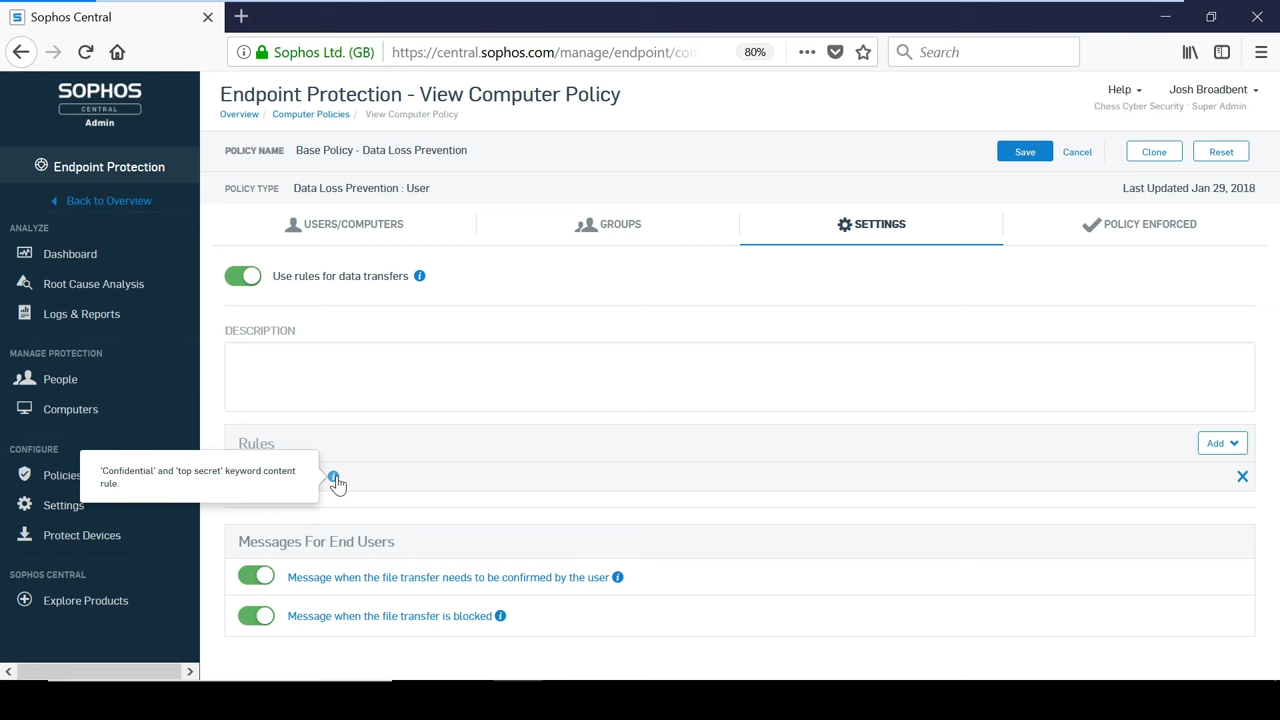 Sophos Central
Sophos Ltd. (GB)
https://central.sophos.com/manage/endpoint/con
80%
Search
SOPHOS
CENTRAL
Admin
Endpoint Protection
Back to Overview
ANALYZE
Dashboard
Root Cause Analysis
Logs & Reports
MANAGE PROTECTION
People
Computers
CONFIGURE
Policies
Settings
Protect Devices
SOPHOS CENTRAL
Explore Products
Endpoint Protection - View Computer Policy
Overview / Computer Policies / View Computer Policy
Help
Josh Broadbent
Chess Cyber Security · Super Admin
POLICY NAME Base Policy - Data Loss Prevention
Save Cancel Clone Reset
POLICY TYPE Data Loss Prevention : User
Last Updated Jan 29, 2018
USERS/COMPUTERS
GROUPS
SETTINGS
POLICY ENFORCED
Use rules for data transfers
DESCRIPTION
Rules
Add
'Confidential' and 'top secret' keyword content
rule.
Messages For End Users
Message when the file transfer needs to be confirmed by the user
Message when the file transfer is blocked